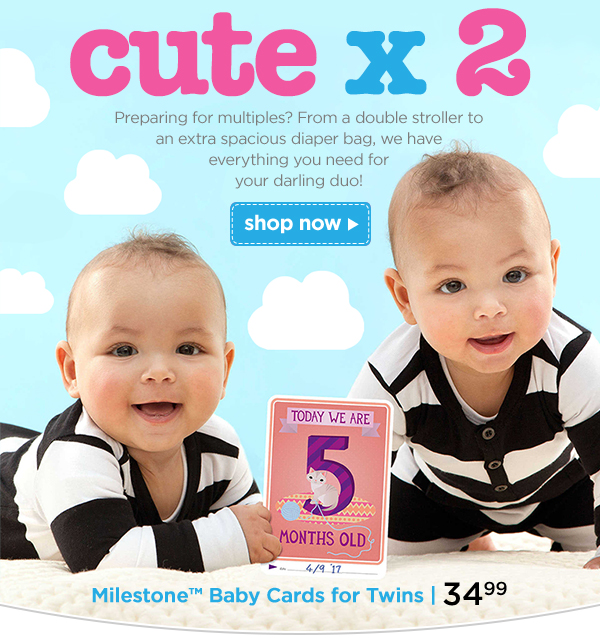 cute x 2
Preparing for multiples? From a double stroller to
an extra spacious diaper bag, we have
everything you need for
your darling duo!
shop now ▸
TODAY WE ARE
5
MONTHS OLD
4/9 '17
Milestone™ Baby Cards for Twins | 34⁹⁹